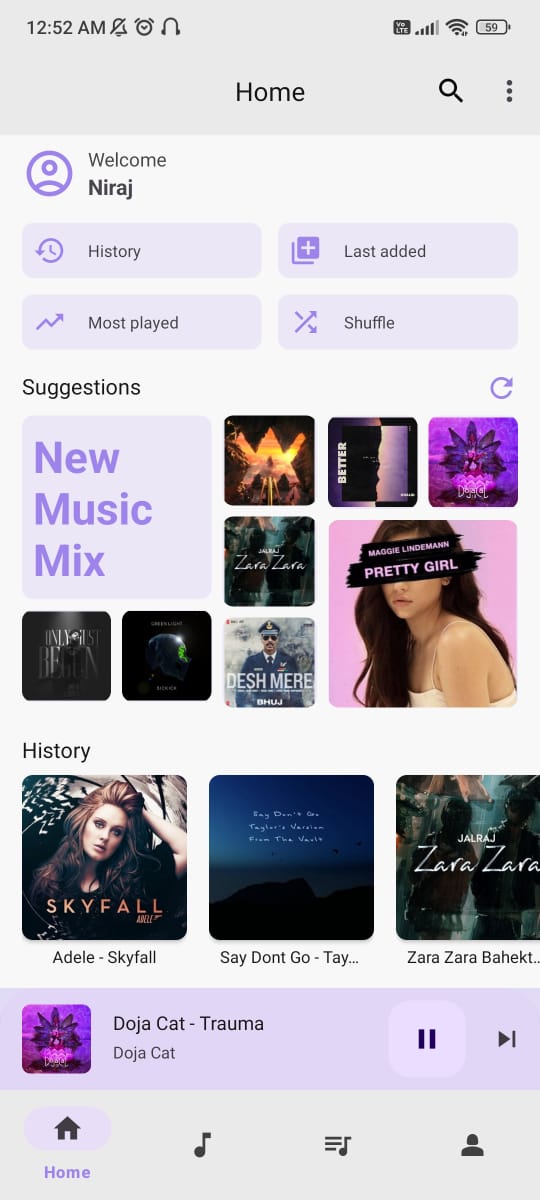 12:52 AM
Vo
LTE
59
Home
Welcome
Niraj
History
Last added
Most played
Shuffle
Suggestions
New
Music
Mix
BETTER
DojaCat
JALRAJ
Zara Zara
MAGGIE LINDEMANN
PRETTY GIRL
ONLY JUST
BEGUN
GREEN LIGHT
SICKICK
DESH MERE
BHUJ
History
SKYFALL
ADELE
Say Don't Go
Taylor's Version
From The Vault
JALRAJ
Zara Zara
Adele - Skyfall
Say Dont Go - Tay...
Zara Zara Bahekt..
DojaCat
Doja Cat - Trauma
Doja Cat
Home